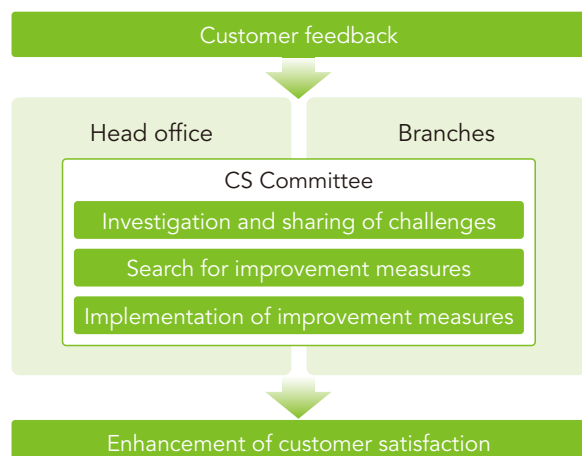 Customer feedback
Head office
Branches
CS Committee
Investigation and sharing of challenges
Search for improvement measures
Implementation of improvement measures
Enhancement of customer satisfaction